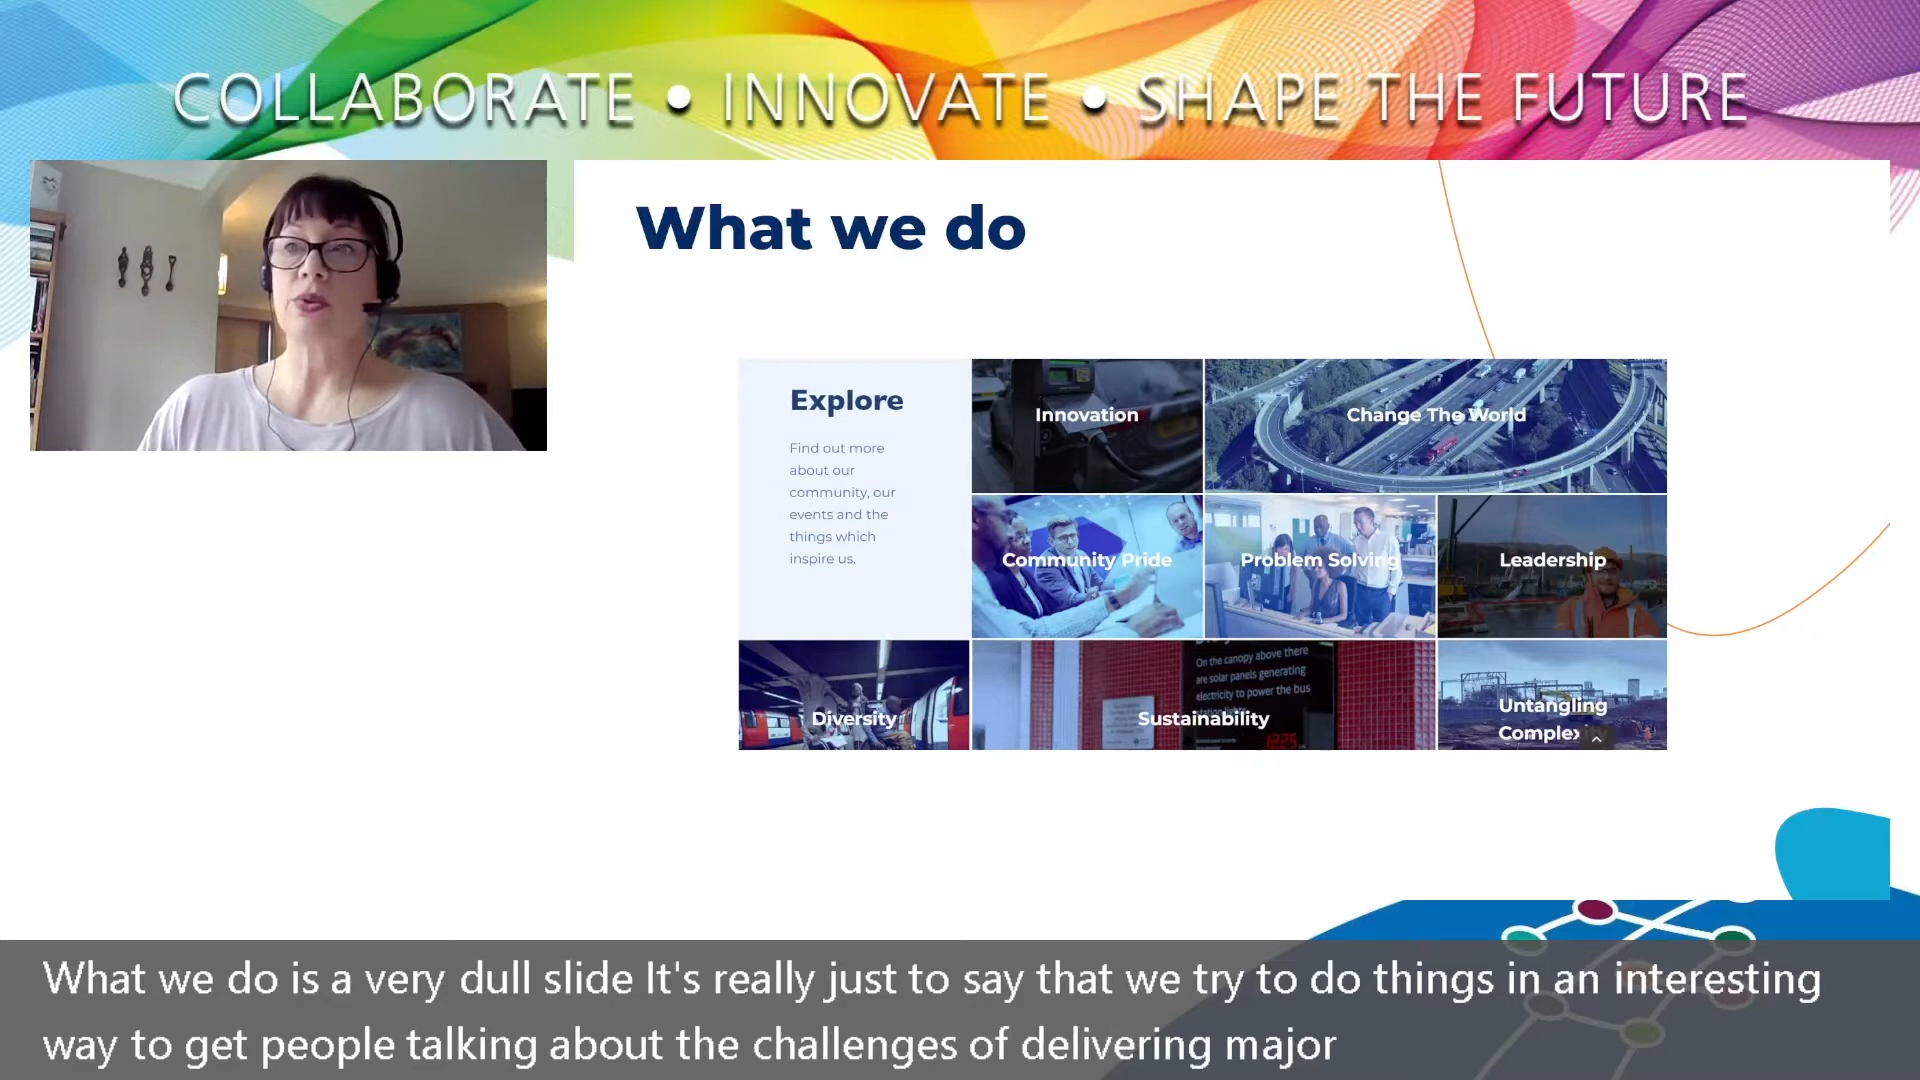 COLLABORATE • INNOVATE • SHAPE THE FUTURE
What we do
Explore
Find out more
about our
community, our
events and the
things which
inspire us.
Innovation
Change The World
Community Pride
Problem Solving
Leadership
Diversity
On the canopy above there
are solar panels generating
electricity to power the bus
station lights
Sustainability
12:25
Untangling
What we do is a very dull slide It's really just to say that we try to do things in an interesting
way to get people talking about the challenges of delivering major